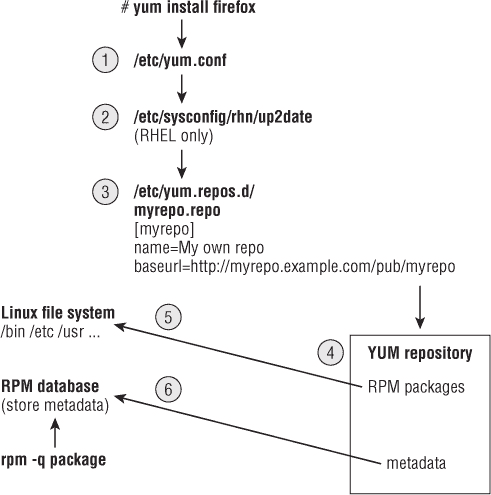 # yum install firefox
1 /etc/yum.conf
2 /etc/sysconfig/rhn/up2date
(RHEL only)
3 /etc/yum.repos.d/
myrepo.repo
[myrepo]
name=My own repo
baseurl=http://myrepo.example.com/pub/myrepo
Linux file system
/bin /etc /usr ...
5
4 YUM repository
RPM packages
RPM database
(store metadata)
6
rpm -q package
metadata